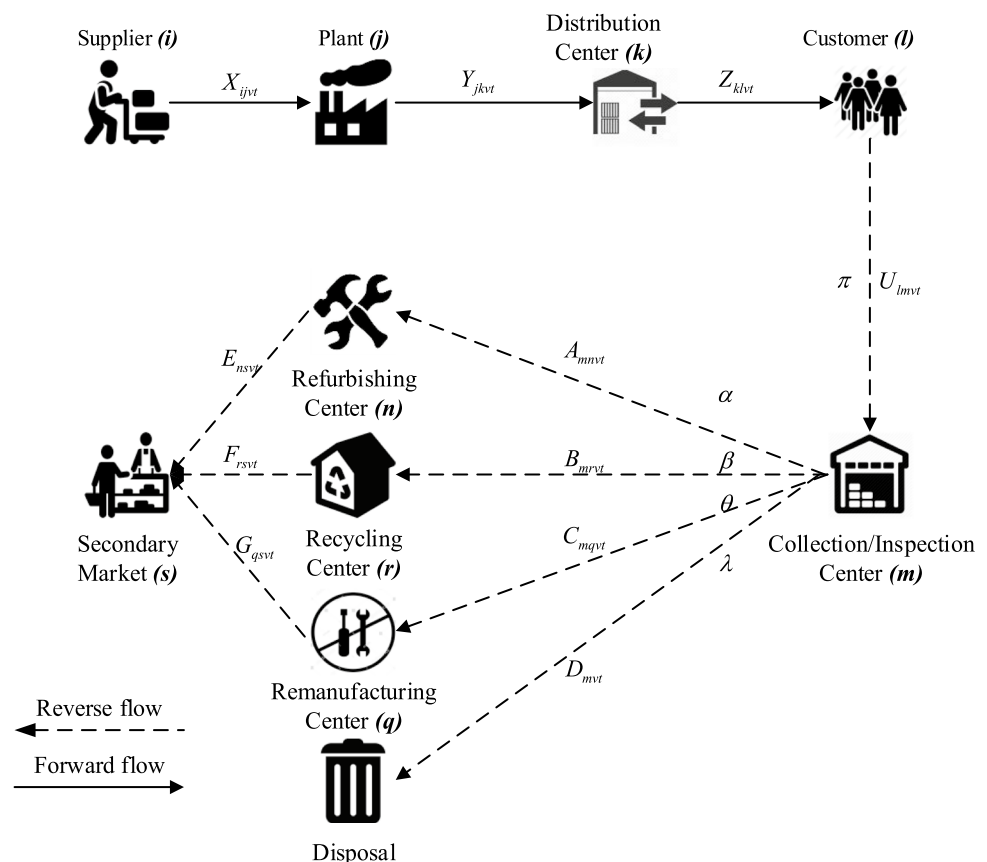 Supplier (i)
Plant (j)
Distribution
Center (k)
Customer (l)
X_ijvt
Y_jkvt
Z_klvt
π
U_lmvt
E_nsvt
Refurbishing
Center (n)
A_mnvt
α
F_rsvt
B_mrvt
β
θ
G_qsvt
C_mqvt
λ
Secondary
Market (s)
Recycling
Center (r)
Collection/Inspection
Center (m)
D_mvt
Remanufacturing
Center (q)
Reverse flow
Forward flow
Disposal